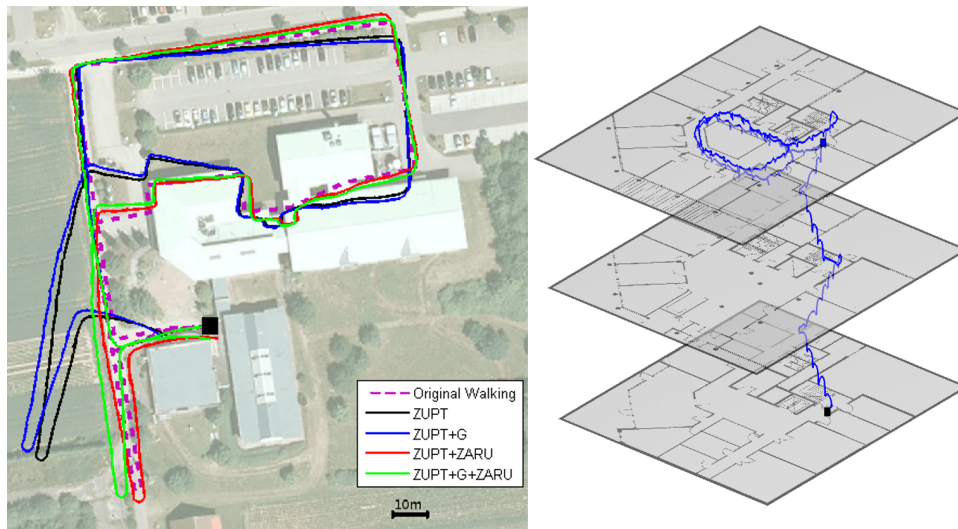 Original Walking
ZUPT
ZUPT+G
ZUPT+ZARU
ZUPT+G+ZARU
10m